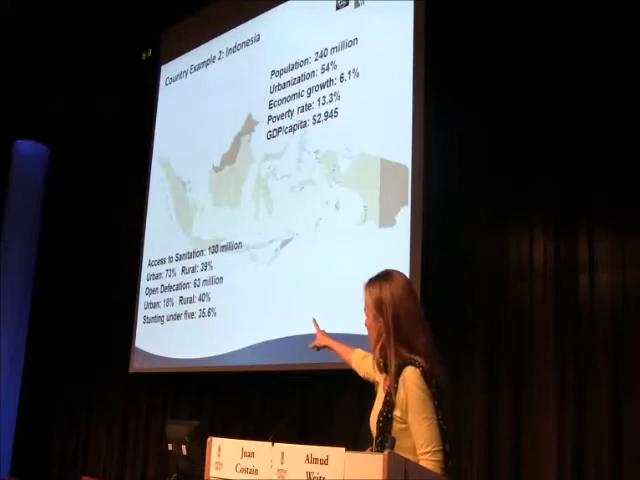 Country Example 2: Indonesia
Population: 240 million
Urbanization: 54%
Economic growth: 6.1%
Poverty rate: 13.3%
GDP/capita: $2,945
Access to Sanitation: 130 million
Urban: 73% Rural: 39%
Open Defecation: 63 million
Urban: 18% Rural: 40%
Stunting under five: 35.6%
Juan
Costain
Almud
Weitz